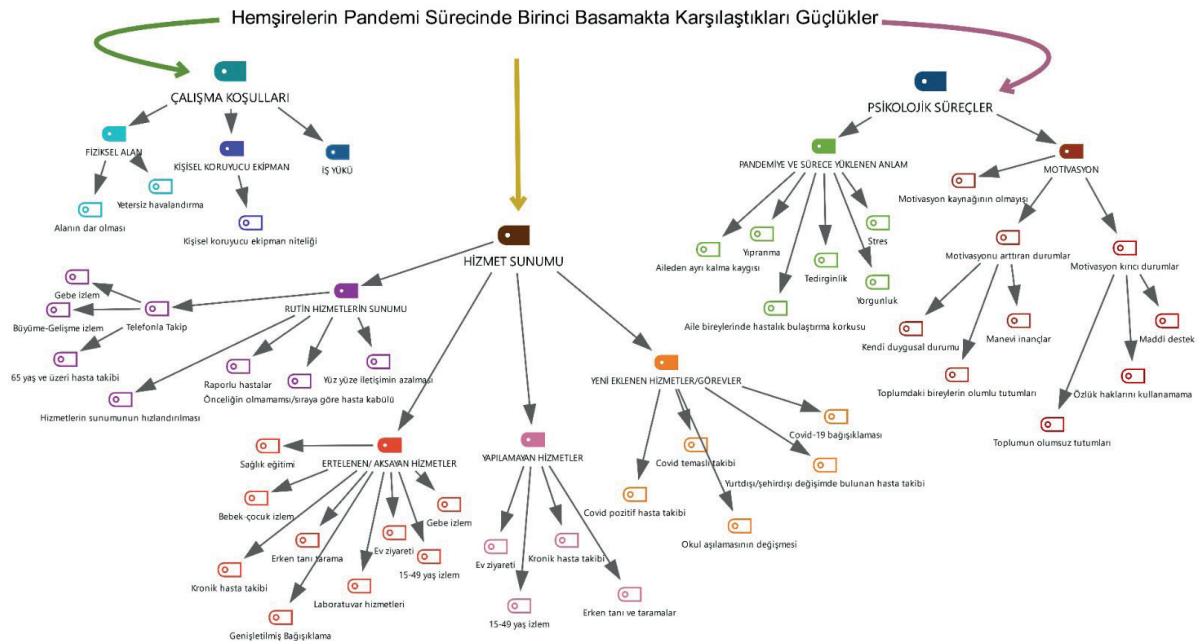 Hemşirelerin Pandemi Sürecinde Birinci Basamakta Karşılaştıkları Güçlükler
ÇALIŞMA KOŞULLARI
FİZİKSEL ALAN
KİŞİSEL KORUYUCU EKİPMAN
İŞ YÜKÜ
Yetersiz havalandırma
Alanın dar olması
Kişisel koruyucu ekipman niteliği
PSİKOLOJİK SÜREÇLER
PANDEMİYE VE SÜRECE YÜKLENEN ANLAM
MOTİVASYON
Motivasyon kaynağının olmayışı
Stres
Yıpranma
Aileden ayrı kalma kaygısı
Tedirginlik
Yorgunluk
Aile bireylerinde hastalık bulaştırma korkusu
Motivasyonu arttıran durumlar
Motivasyon kırıcı durumlar
Kendi duygusal durumu
Manevi inançlar
Maddi destek
Toplumdaki bireylerin olumlu tutumları
Özlük haklarını kullanamama
Toplumun olumsuz tutumları
HİZMET SUNUMU
RUTİN HİZMETLERİN SUNUMU
Gebe izlem
Büyüme-Gelişme izlem
Telefonla Takip
65 yaş ve üzeri hasta takibi
Raporlu hastalar
Yüz yüze iletişimin azalması
Önceliğin olmamamsı/sıraya göre hasta kabülü
Hizmetlerin sunumunun hızlandırılması
YENİ EKLENEN HİZMETLER/GÖREVLER
Covid-19 bağışıklaması
Covid temaslı takibi
Yurtdışı/şehirdışı değişimde bulunan hasta takibi
Covid pozitif hasta takibi
Okul aşılamasının değişmesi
ERTELENEN/ AKSAYAN HİZMETLER
Sağlık eğitimi
Bebek-çocuk izlem
Gebe izlem
Erken tanı tarama
Ev ziyareti
15-49 yaş izlem
Kronik hasta takibi
Laboratuvar hizmetleri
Genişletilmiş Bağışıklama
YAPILAMAYAN HİZMETLER
Ev ziyareti
Kronik hasta takibi
15-49 yaş izlem
Erken tanı ve taramalar